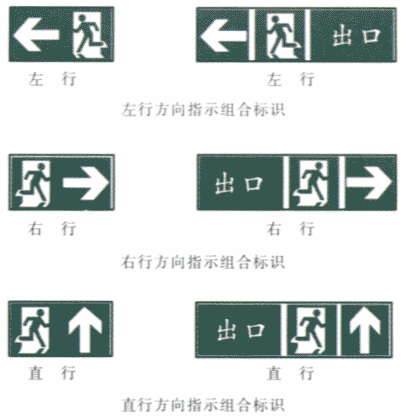 出口
左 行 左 行
左行方向指示组合标识
出口
右 行 右 行
右行方向指示组合标识
出口
直 行 直 行
直行方向指示组合标识